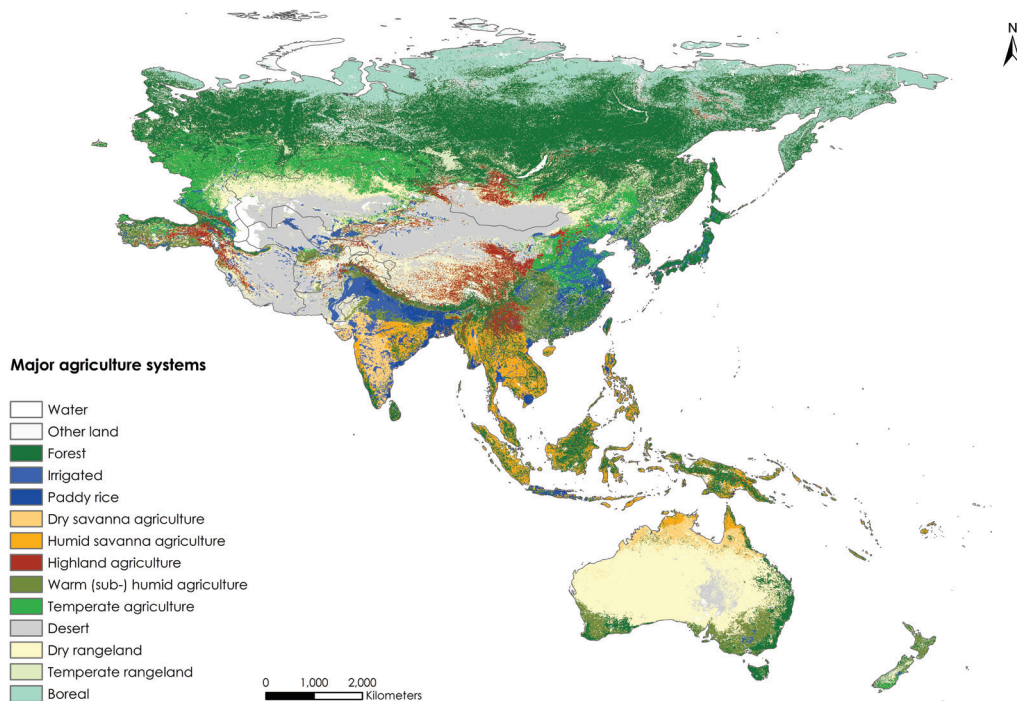 N
Major agriculture systems
Water
Other land
Forest
Irrigated
Paddy rice
Dry savanna agriculture
Humid savanna agriculture
Highland agriculture
Warm (sub-) humid agriculture
Temperate agriculture
Desert
Dry rangeland
Temperate rangeland
Boreal
0 1,000 2,000
Kilometers